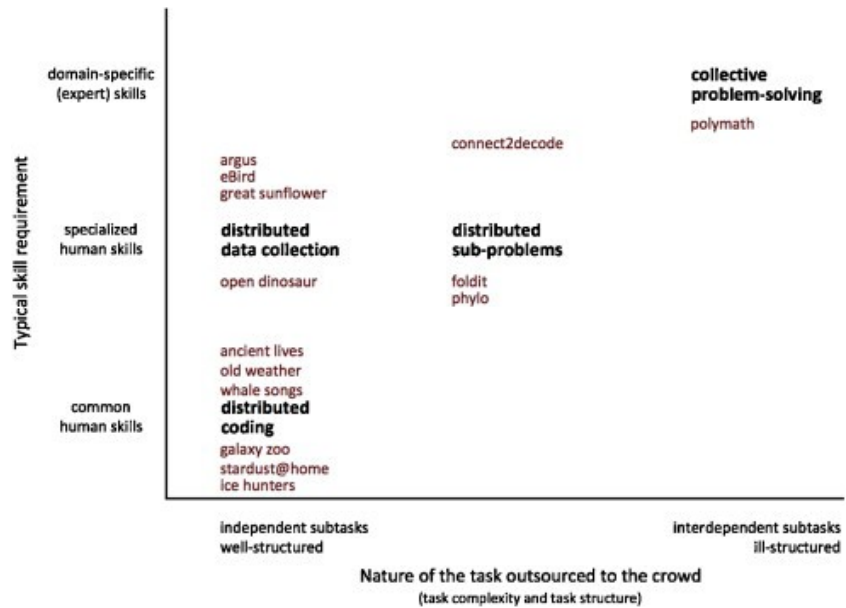 domain-specific
(expert) skills
collective
problem-solving
polymath
connect2decode
argus
eBird
great sunflower
Typical skill requirement
specialized
human skills
distributed
data collection
distributed
sub-problems
open dinosaur
foldit
phylo
ancient lives
old weather
whale songs
common
human skills
distributed
coding
galaxy zoo
stardust@home
ice hunters
independent subtasks
well-structured
interdependent subtasks
ill-structured
Nature of the task outsourced to the crowd
(task complexity and task structure)